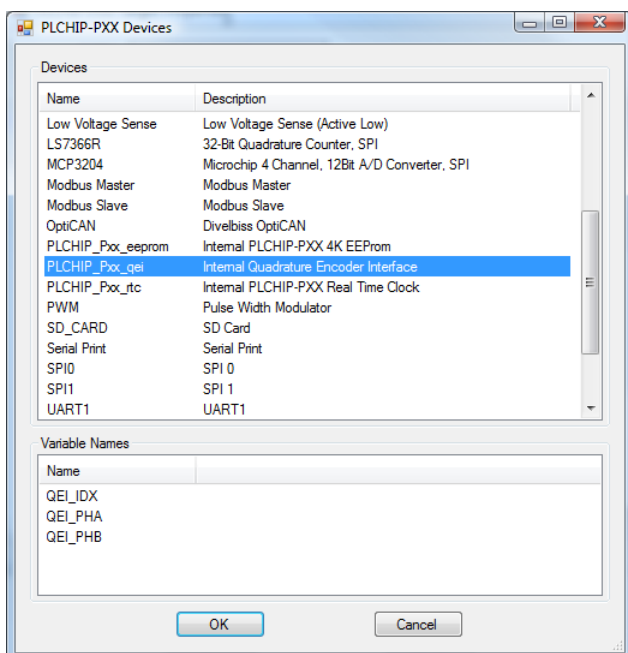 PLCHIP-PXX Devices
Devices
Name Description
Low Voltage Sense Low Voltage Sense (Active Low)
LS7366R 32-Bit Quadrature Counter, SPI
MCP3204 Microchip 4 Channel, 12Bit A/D Converter, SPI
Modbus Master Modbus Master
Modbus Slave Modbus Slave
OptiCAN Divelbiss OptiCAN
PLCHIP_Pxx_eeprom Internal PLCHIP-PXX 4K EEProm
PLCHIP_Pxx_qei Internal Quadrature Encoder Interface
PLCHIP_Pxx_rtc Internal PLCHIP-PXX Real Time Clock
PWM Pulse Width Modulator
SD_CARD SD Card
Serial Print Serial Print
SPI0 SPI 0
SPI1 SPI 1
UART1 UART1
Variable Names
Name
QEI_IDX
QEI_PHA
QEI_PHB
OK Cancel